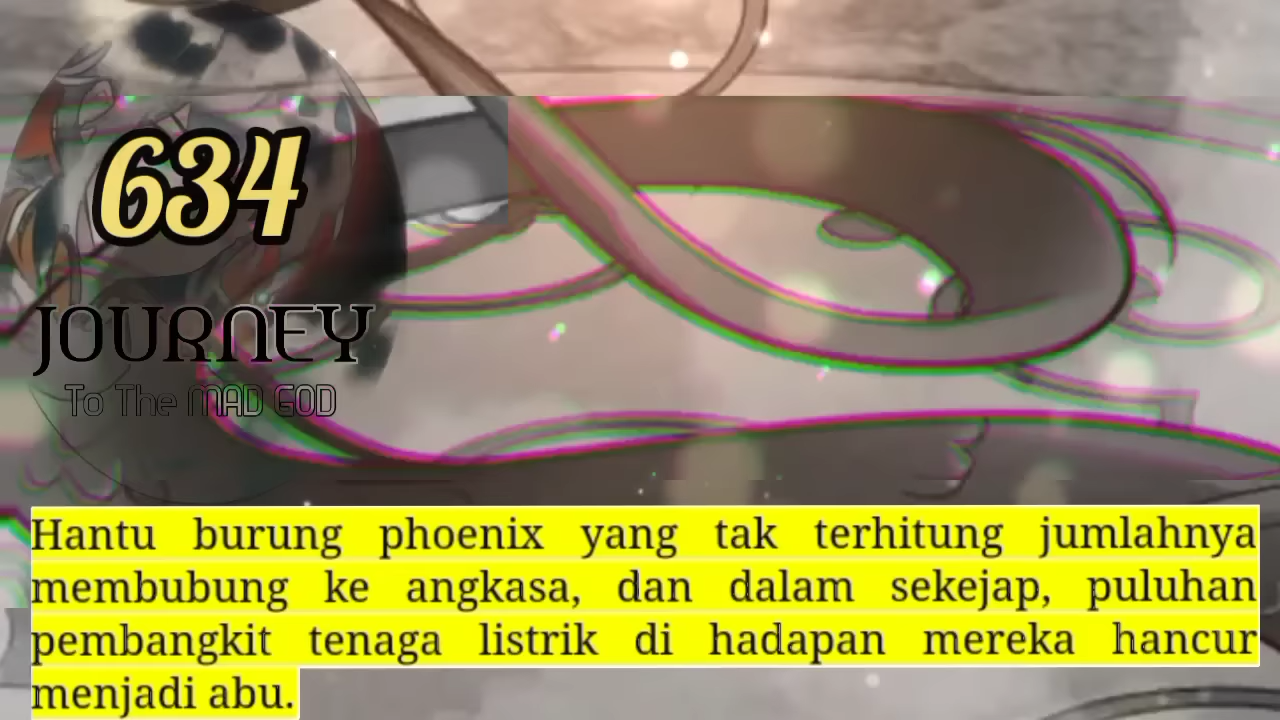 634
JOURNEY
To The MAD GOD
Hantu burung phoenix yang tak terhitung jumlahnya
membubung ke angkasa, dan dalam sekejap, puluhan
pembangkit tenaga listrik di hadapan mereka hancur
menjadi abu.